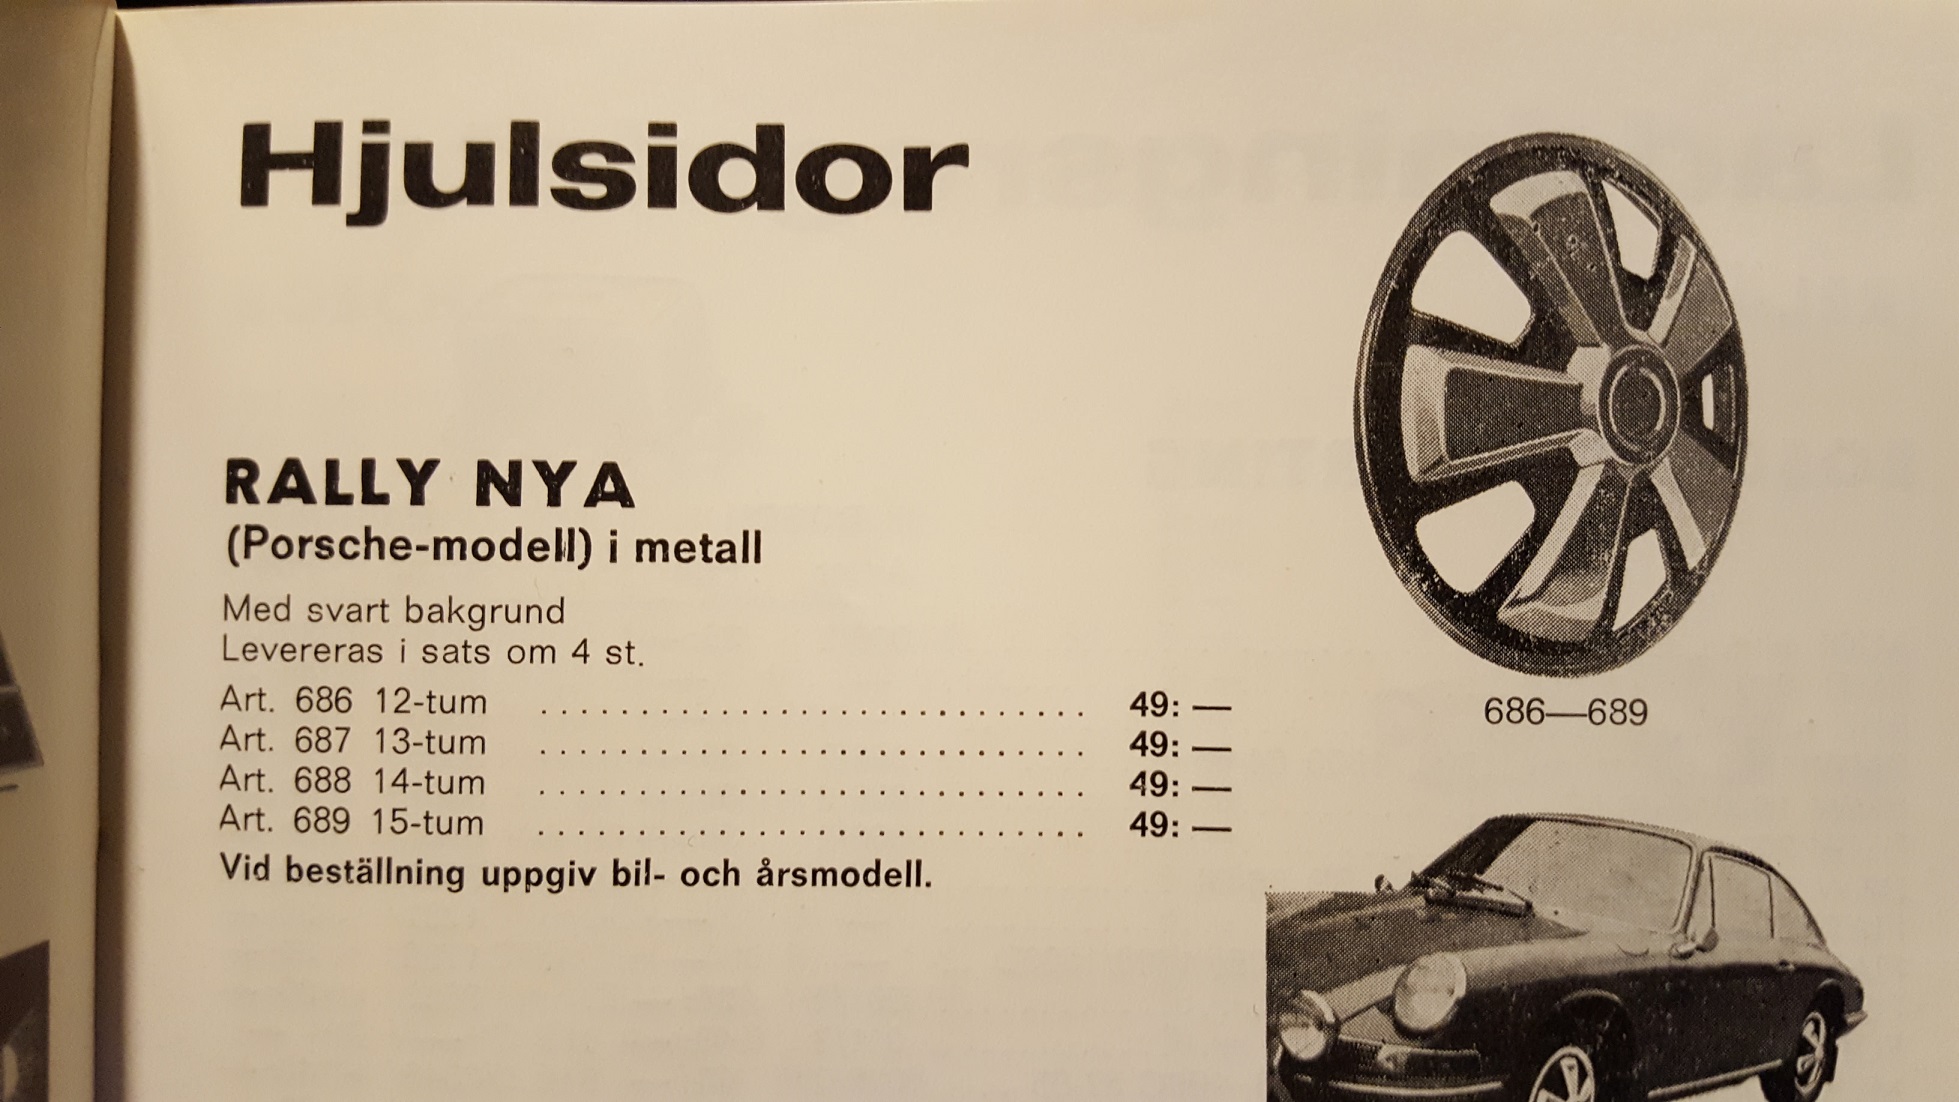 Hjulsidor
RALLY NYA
(Porsche-modell) i metall
Med svart bakgrund
Levereras i sats om 4 st.
Art. 686 12-tum ............................ 49: —
Art. 687 13-tum ............................ 49: —
Art. 688 14-tum ............................ 49: —
Art. 689 15-tum ............................ 49: —
Vid beställning uppgiv bil- och årsmodell.
686—689